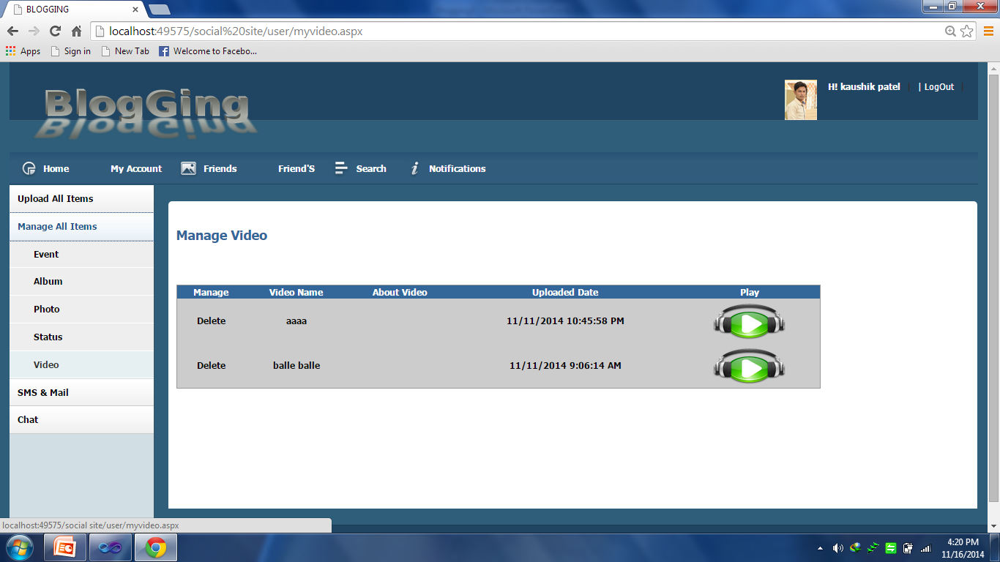 BLOGGING
localhost:49575/social%20site/user/myvideo.aspx
Apps Sign in New Tab Welcome to Facebo...
BlogGing
H! kaushik patel | | LogOut |
Home My Account Friends Friend'S Search Notifications
Upload All Items
Manage All Items
Event
Album
Photo
Status
Video
SMS & Mail
Chat
Manage Video
Manage Video Name About Video Uploaded Date Play
Delete aaaa 11/11/2014 10:45:58 PM
Delete balle balle 11/11/2014 9:06:14 AM
localhost:49575/social site/user/myvideo.aspx
4:20 PM
11/16/2014